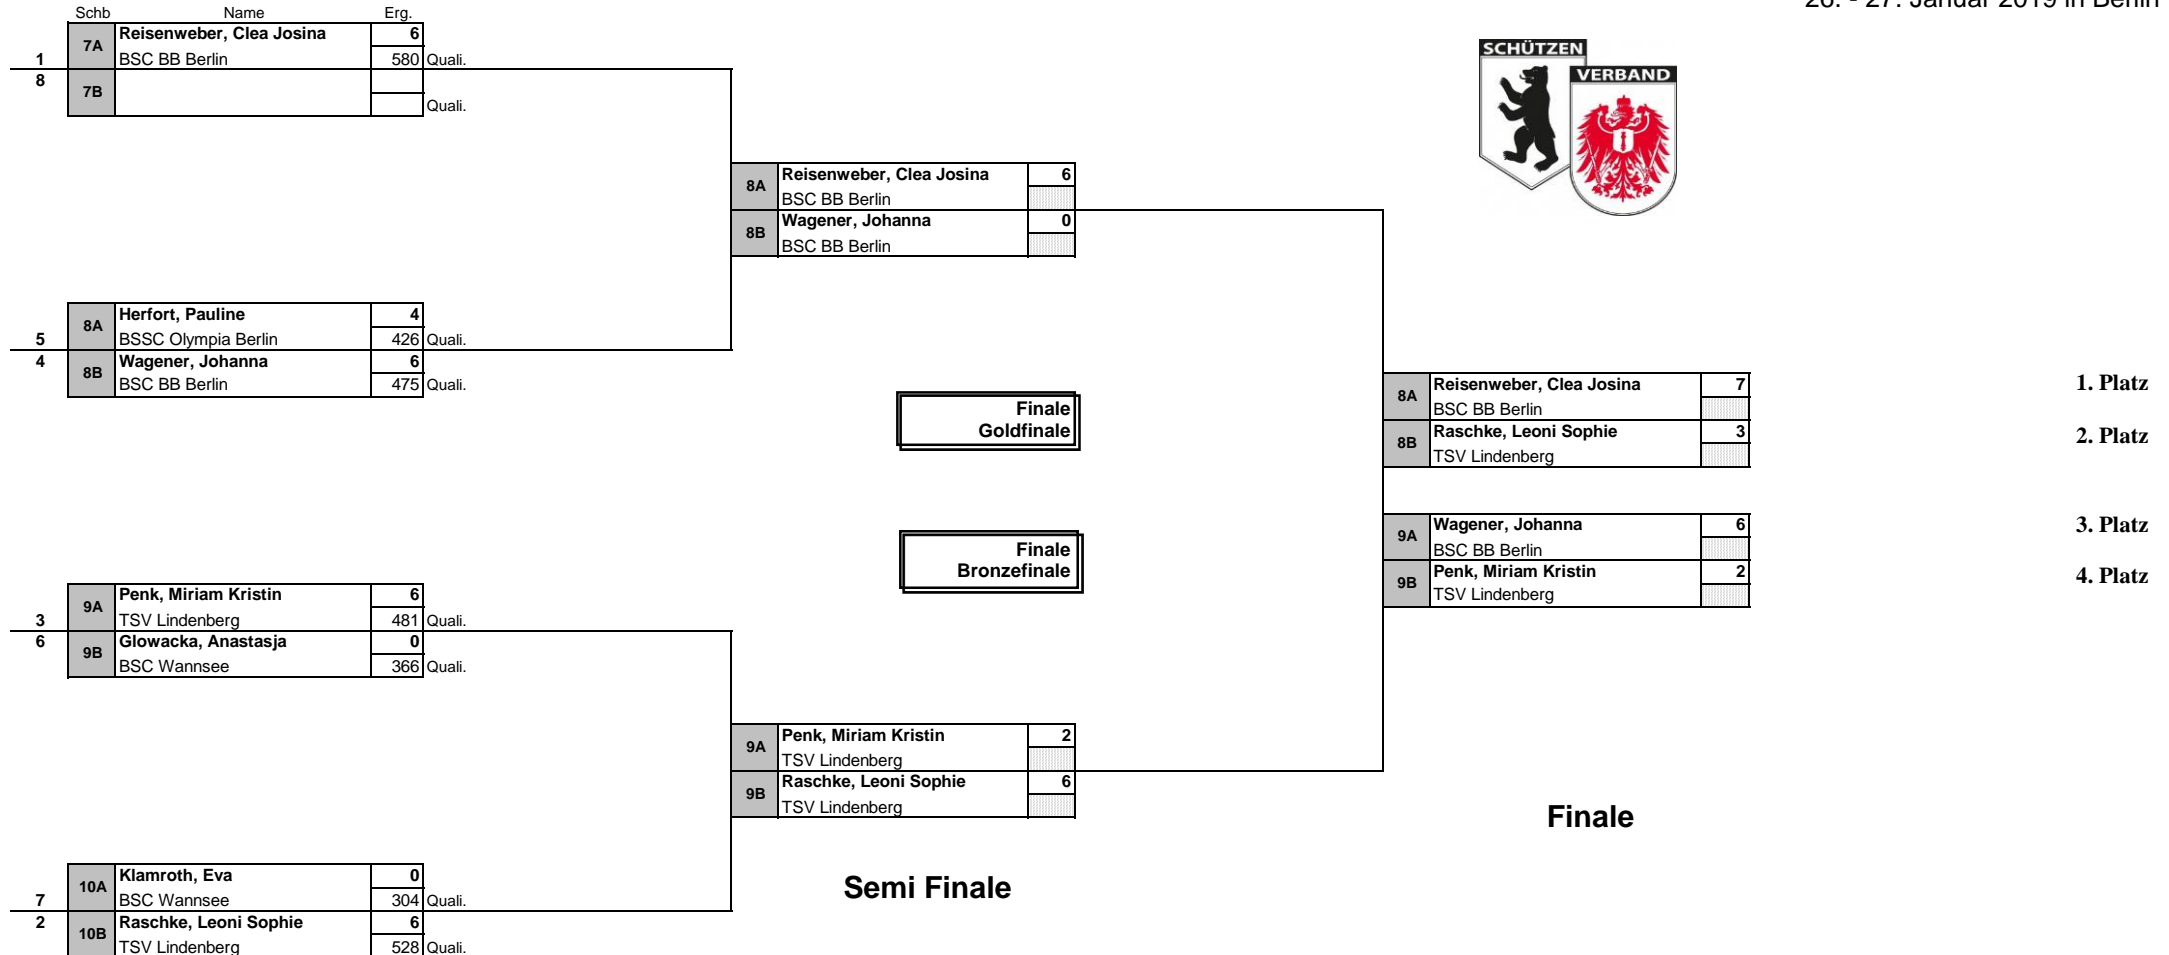 26. - 27. Januar 2019 in Berlin
Schb Name Erg.
7A Reisenweber, Clea Josina 6
1 BSC BB Berlin 580 Quali.
8
7B
Quali.
SCHÜTZEN
VERBAND
8A Reisenweber, Clea Josina 6
BSC BB Berlin
8B Wagener, Johanna 0
BSC BB Berlin
8A Herfort, Pauline 4
5 BSSC Olympia Berlin 426 Quali.
4 8B Wagener, Johanna 6
BSC BB Berlin 475 Quali.
Finale
Goldfinale
8A Reisenweber, Clea Josina 7 1. Platz
BSC BB Berlin
8B Raschke, Leoni Sophie 3 2. Platz
TSV Lindenberg
Finale
Bronzefinale
9A Wagener, Johanna 6 3. Platz
BSC BB Berlin
9B Penk, Miriam Kristin 2 4. Platz
TSV Lindenberg
9A Penk, Miriam Kristin 6
3 TSV Lindenberg 481 Quali.
6 9B Glowacka, Anastasja 0
BSC Wannsee 366 Quali.
9A Penk, Miriam Kristin 2
TSV Lindenberg
9B Raschke, Leoni Sophie 6
TSV Lindenberg
Finale
Semi Finale
10A Klamroth, Eva 0
7 BSC Wannsee 304 Quali.
2 10B Raschke, Leoni Sophie 6
TSV Lindenberg 528 Quali.